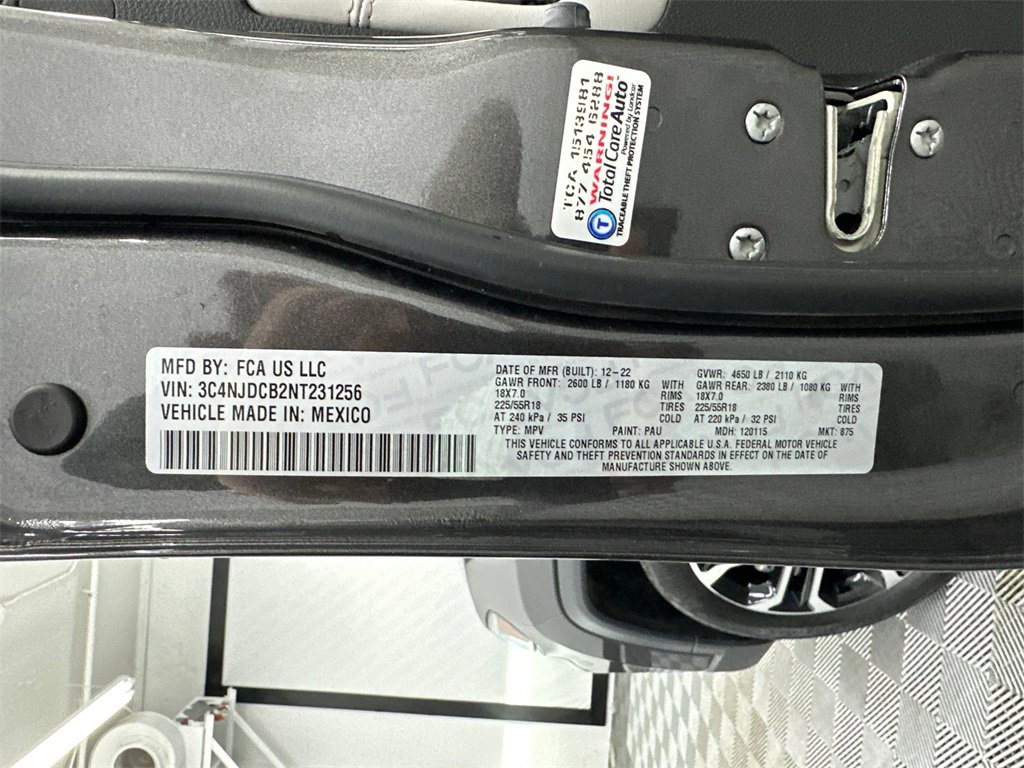 TCA 1513981
877 454 6288
WARNING!
T Total Care Auto
Powered by Landcar
TRACEABLE THEFT PROTECTION SYSTEM
MFD BY: FCA US LLC
VIN: 3C4NJDCB2NT231256
VEHICLE MADE IN: MEXICO
DATE OF MFR (BUILT): 12-22 GVWR: 4650 LB / 2110 KG
GAWR FRONT: 2600 LB / 1180 KG WITH GAWR REAR: 2380 LB / 1080 KG WITH
18X7.0 RIMS 18X7.0 RIMS
225/55R18 TIRES 225/55R18 TIRES
AT 240 kPa / 35 PSI COLD AT 220 kPa / 32 PSI COLD
TYPE: MPV PAINT: PAU MDH: 120115 MKT: 875
THIS VEHICLE CONFORMS TO ALL APPLICABLE U.S.A. FEDERAL MOTOR VEHICLE
SAFETY AND THEFT PREVENTION STANDARDS IN EFFECT ON THE DATE OF
MANUFACTURE SHOWN ABOVE.